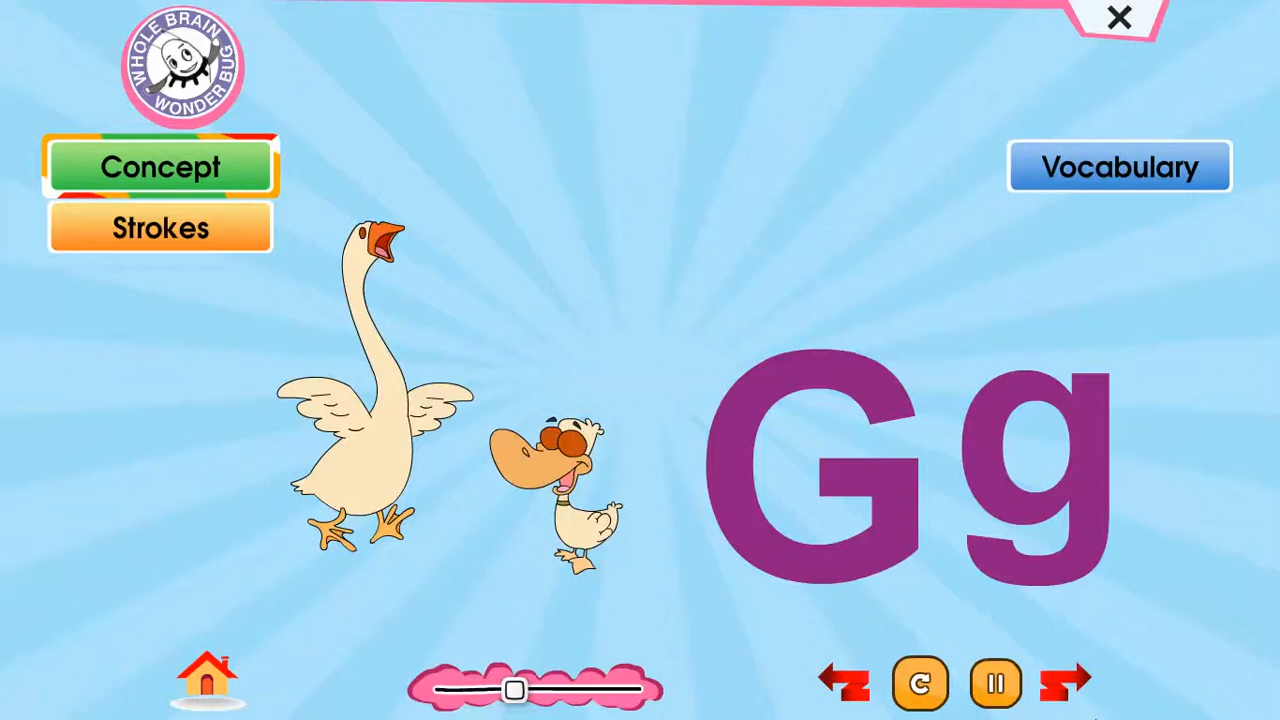 WHOLE BRAIN
WONDER BUG
Concept
Vocabulary
Strokes
Gg